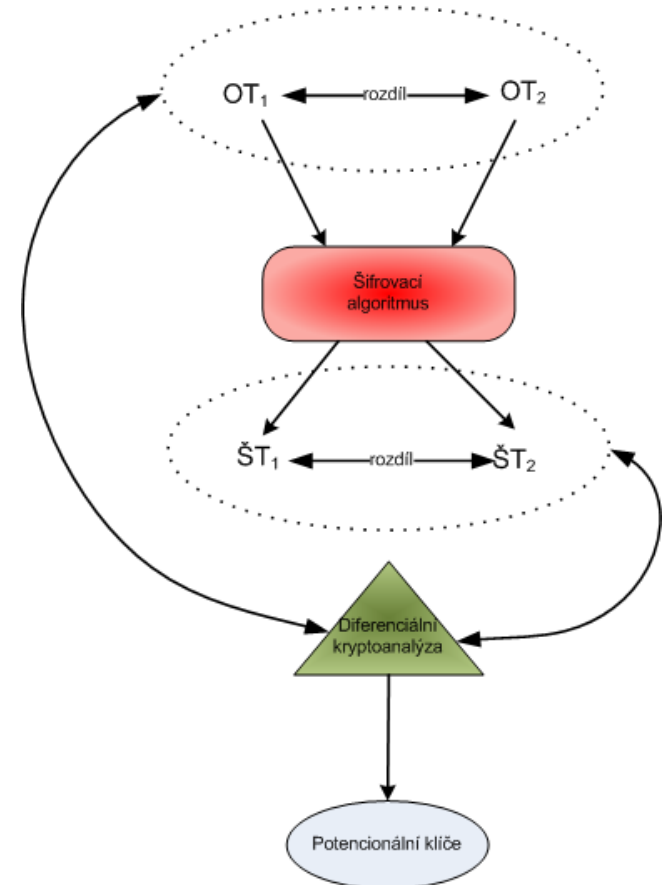 OT₁ rozdíl OT₂
Šifrovací
algoritmus
ŠT₁ rozdíl ŠT₂
Diferenciální
kryptoanalýza
Potencionální klíče